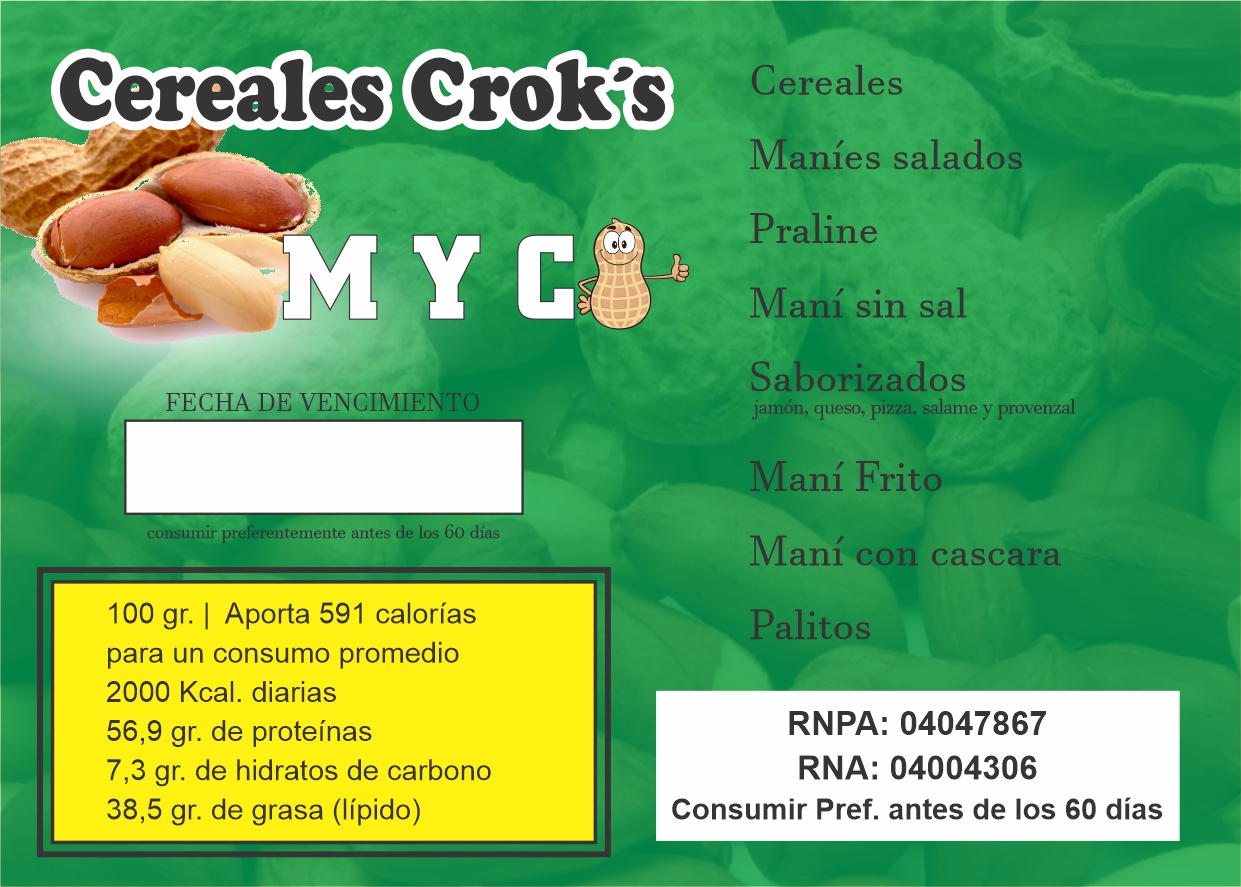 Cereales Crok´s
M Y C
FECHA DE VENCIMIENTO
consumir preferentemente antes de los 60 días
100 gr. | Aporta 591 calorías
para un consumo promedio
2000 Kcal. diarias
56,9 gr. de proteínas
7,3 gr. de hidratos de carbono
38,5 gr. de grasa (lípido)
Cereales
Maníes salados
Praline
Maní sin sal
Saborizados
jamón, queso, pizza, salame y provenzal
Maní Frito
Maní con cascara
Palitos
RNPA: 04047867
RNA: 04004306
Consumir Pref. antes de los 60 días